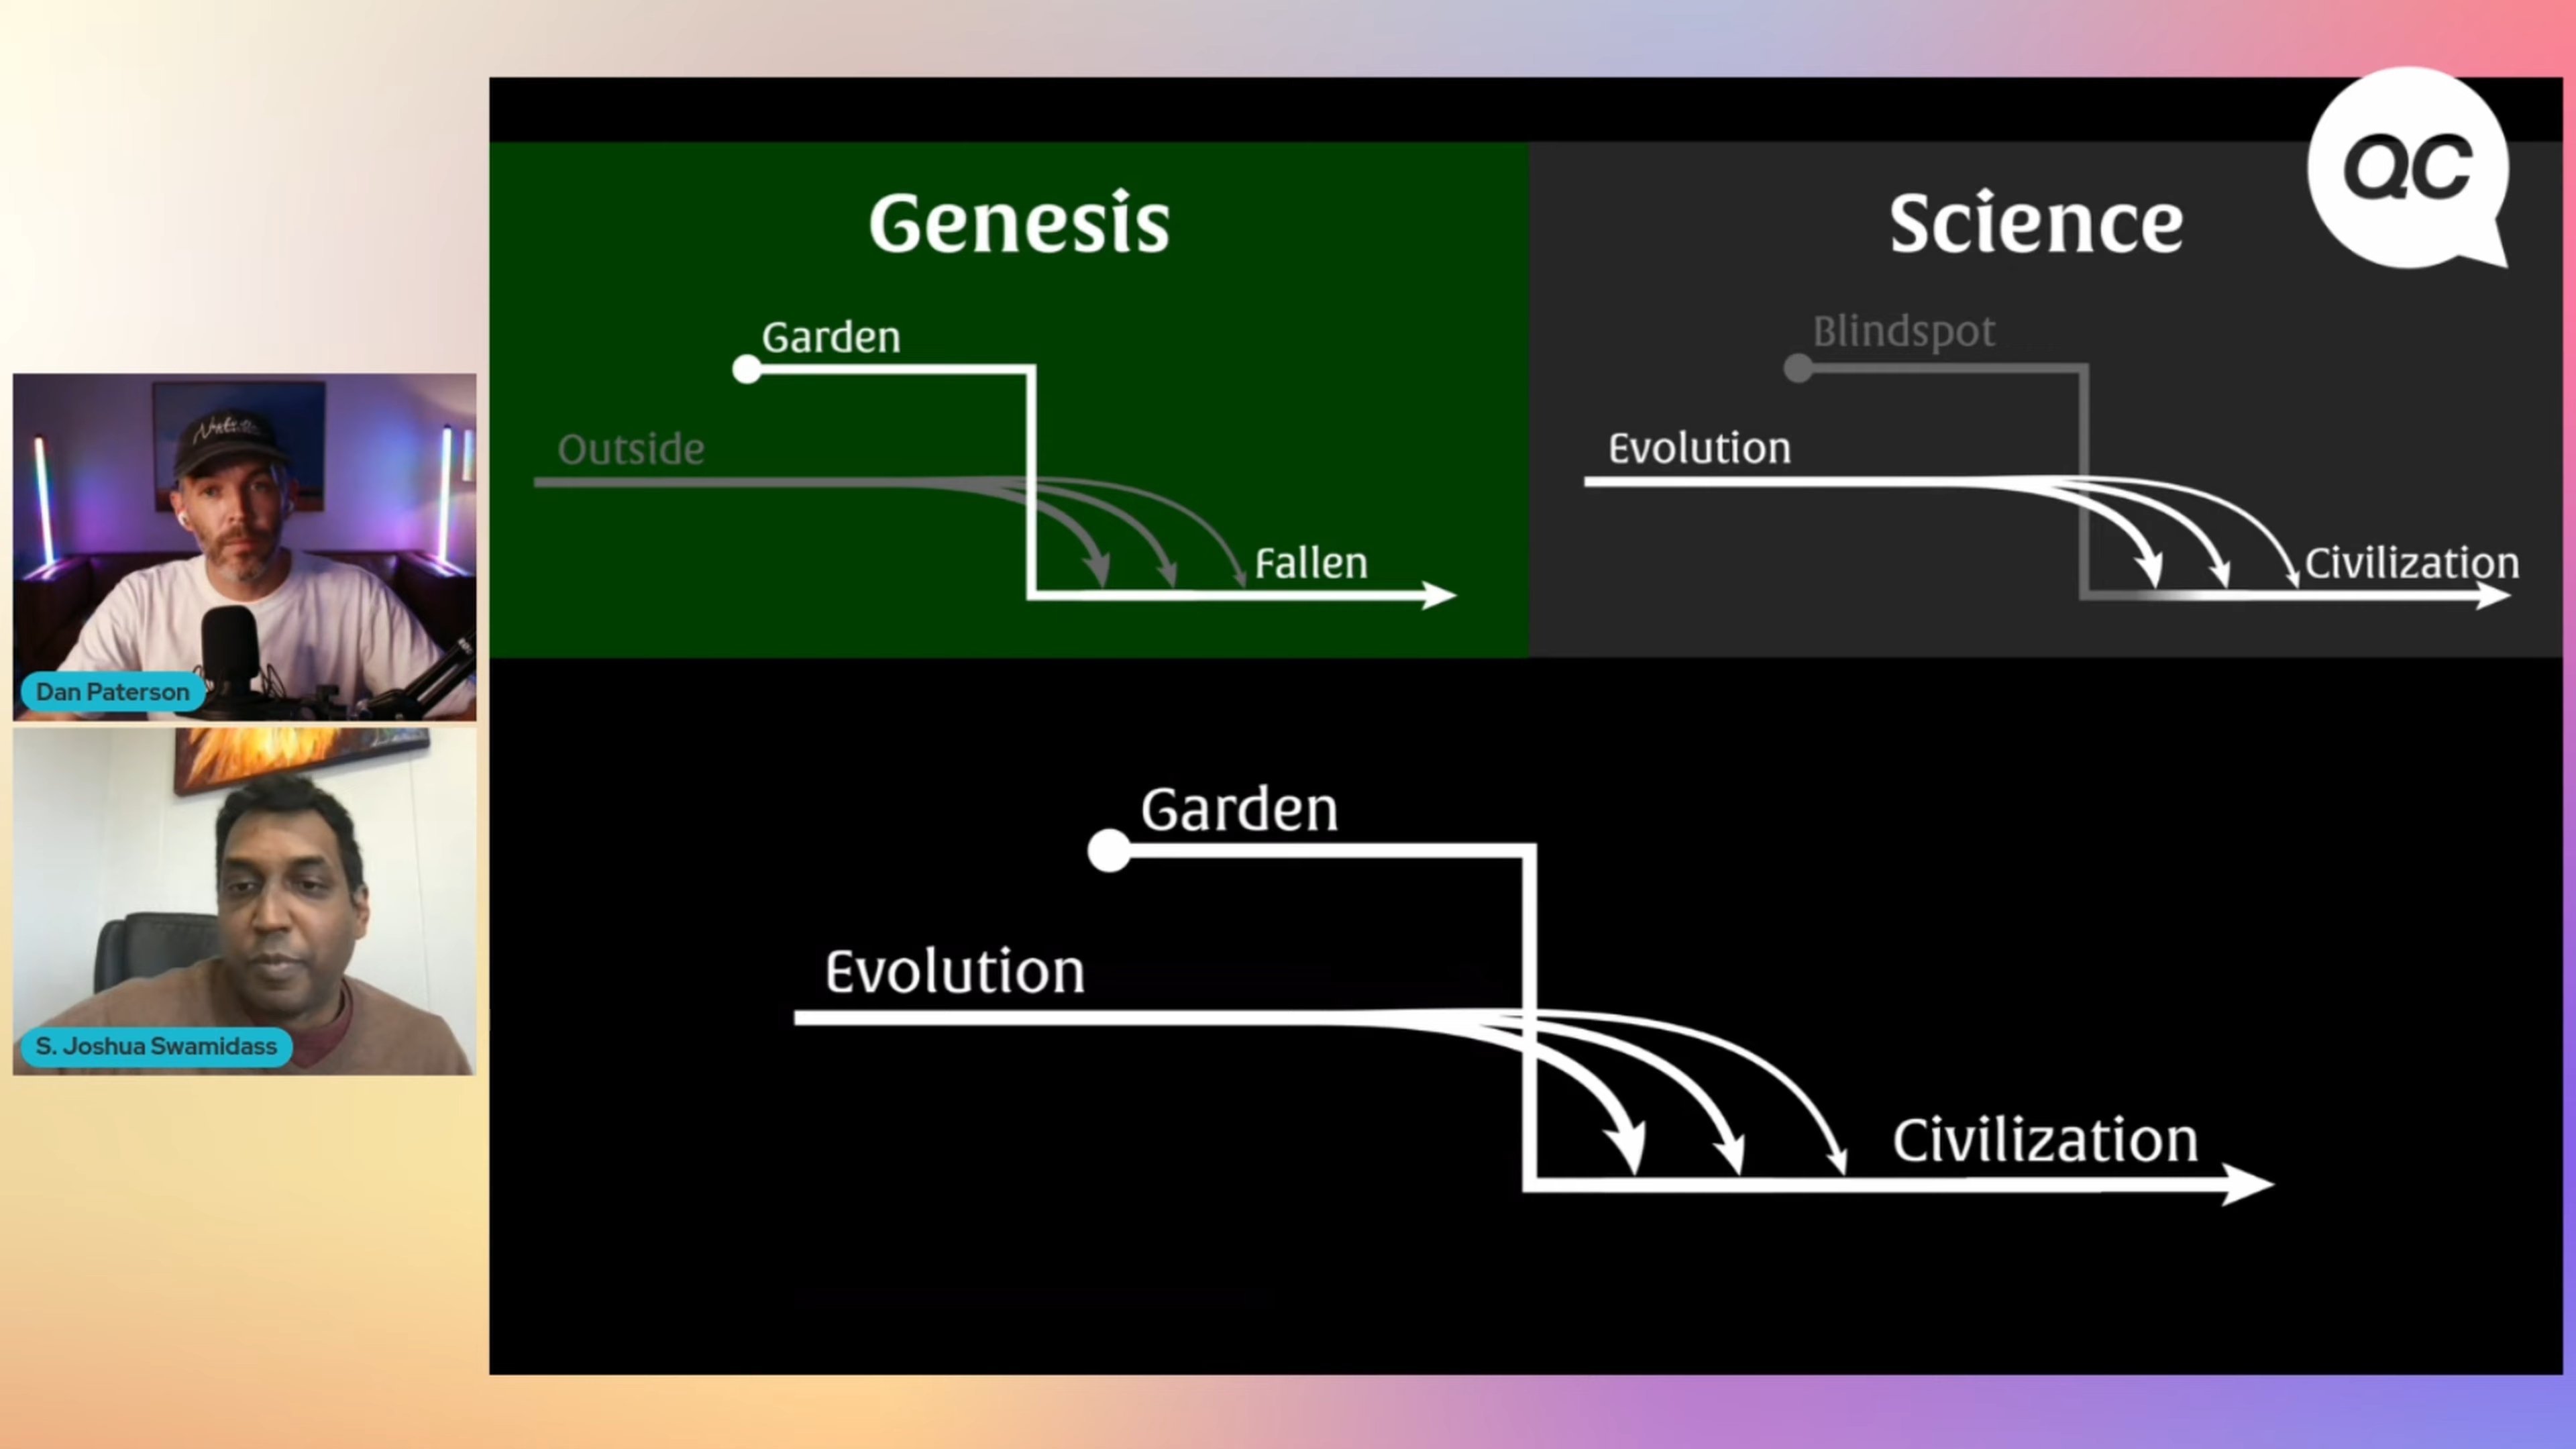 QC
Genesis
Garden
Outside
Fallen
Science
Blindspot
Evolution
Civilization
Dan Paterson
S. Joshua Swamidass
Garden
Evolution
Civilization